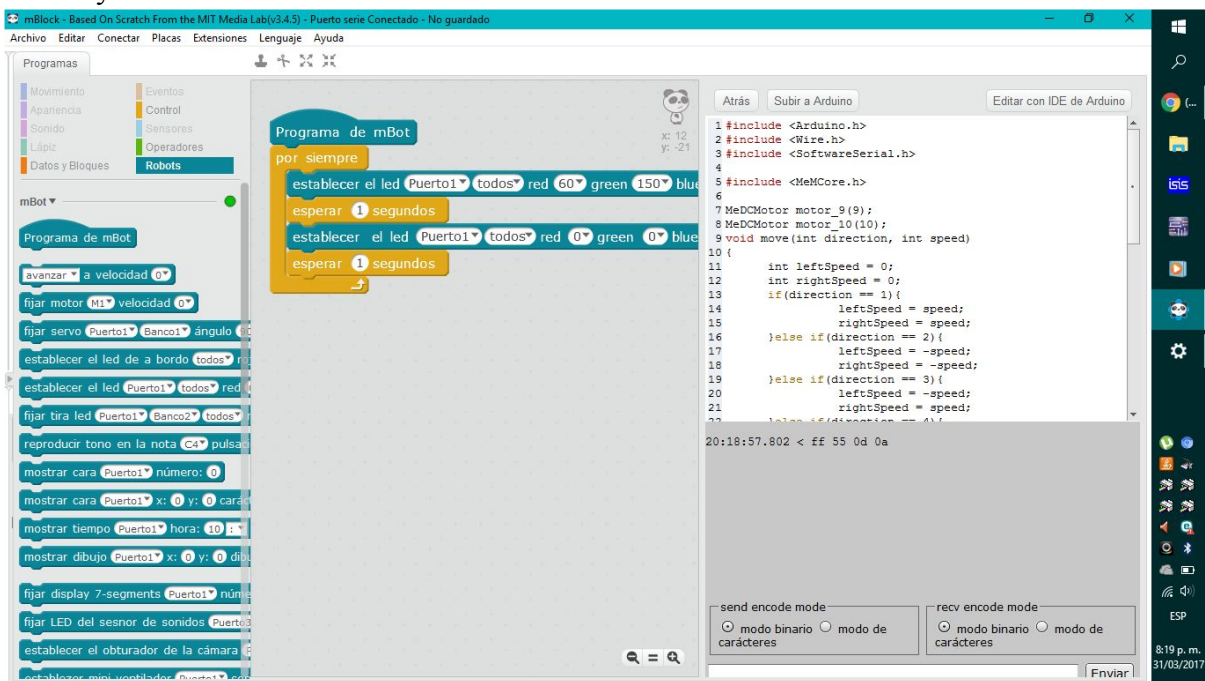 mBlock - Based On Scratch From the MIT Media Lab(v3.4.5) - Puerto serie Conectado - No guardado
Archivo Editar Conectar Placas Extensiones Lenguaje Ayuda
Programas
Movimiento Eventos
Apariencia Control
Sonido Sensores
Lápiz Operadores
Datos y Bloques Robots
mBot
Programa de mBot
avanzar a velocidad 0
fijar motor M1 velocidad 0
fijar servo Puerto1 Banco1 ángulo
establecer el led de a bordo todos
establecer el led Puerto1 todos red
fijar tira led Puerto1 Banco2 todos
reproducir tono en la nota C4
mostrar cara Puerto1 número: 0
mostrar cara Puerto1 x: 0 y: 0
mostrar tiempo Puerto1 hora: 10 :
mostrar dibujo Puerto1 x: 0 y: 0
fijar display 7-segments Puerto1
fijar LED del sesnor de sonidos
establecer el obturador de la cámara
Programa de mBot
por siempre
establecer el led Puerto1 todos red 60 green 150 blue
esperar 1 segundos
establecer el led Puerto1 todos red 0 green 0 blue
esperar 1 segundos
x: 12
y: -21
Atrás Subir a Arduino Editar con IDE de Arduino
1 #include <Arduino.h>
2 #include <Wire.h>
3 #include <SoftwareSerial.h>
4
5 #include <MeMCore.h>
6
7 MeDCMotor motor_9(9);
8 MeDCMotor motor_10(10);
9 void move(int direction, int speed)
10 {
11 int leftSpeed = 0;
12 int rightSpeed = 0;
13 if(direction == 1){
14 leftSpeed = speed;
15 rightSpeed = speed;
16 }else if(direction == 2){
17 leftSpeed = -speed;
18 rightSpeed = -speed;
19 }else if(direction == 3){
20 leftSpeed = -speed;
21 rightSpeed = speed;
22 }else if(direction == 4){
20:18:57.802 < ff 55 0d 0a
send encode mode
modo binario modo de
carácteres
recv encode mode
modo binario modo de
carácteres
Enviar
isis
ESP
8:19 p. m.
31/03/2017